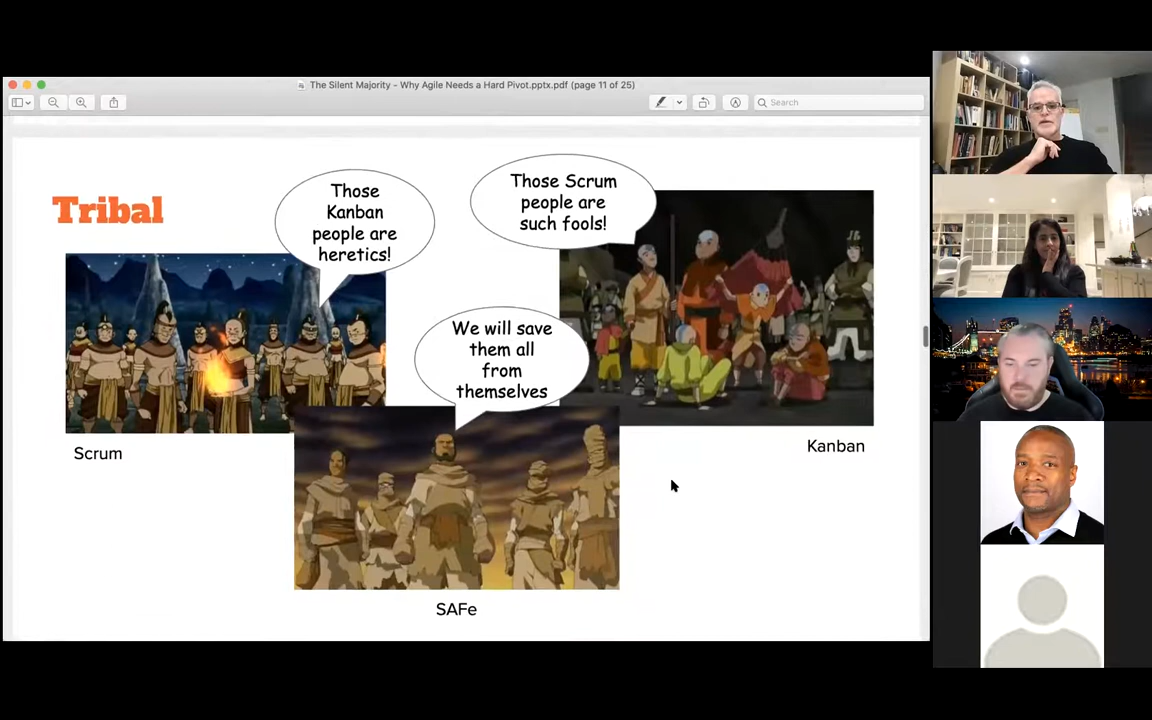 The Silent Majority - Why Agile Needs a Hard Pivot.pptx.pdf (page 11 of 25)
Search
Tribal
Those
Kanban
people are
heretics!
Those Scrum
people are
such fools!
We will save
them all
from
themselves
Scrum
Kanban
SAFe